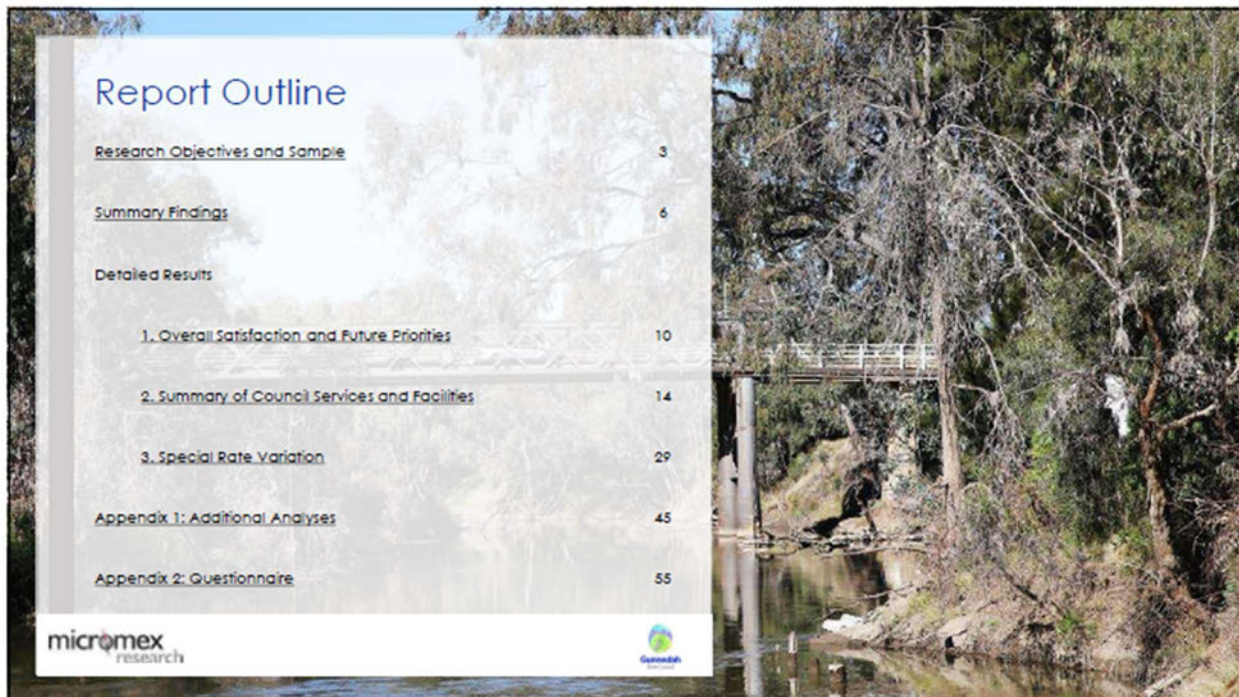 Report Outline
Research Objectives and Sample 3
Summary Findings 6
Detailed Results
1. Overall Satisfaction and Future Priorities 10
2. Summary of Council Services and Facilities 14
3. Special Rate Variation 29
Appendix 1: Additional Analyses 45
Appendix 2: Questionnaire 55
micromex
research
Gunnedah